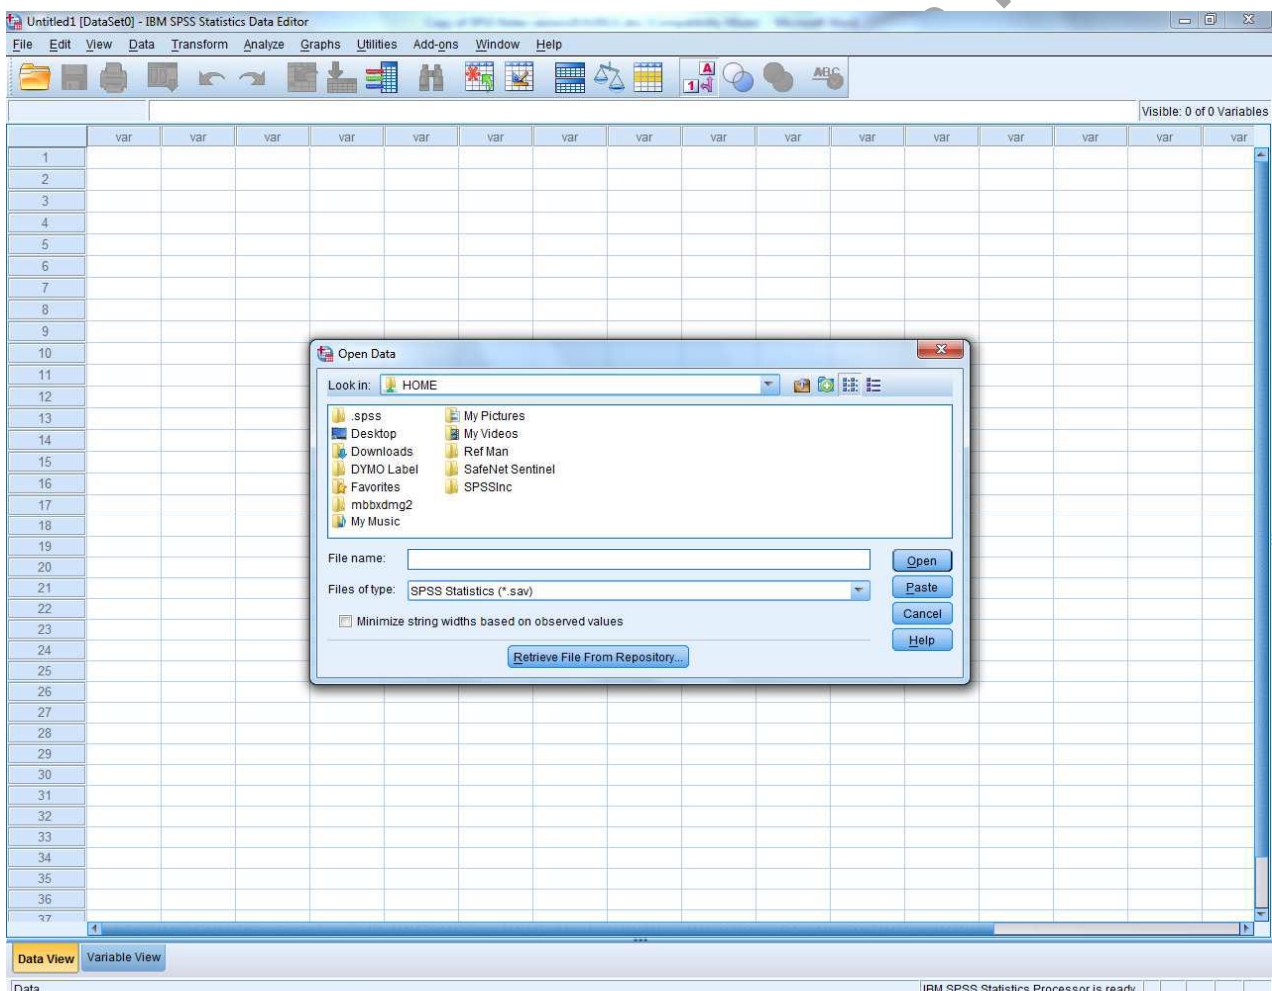 Untitled1 [DataSet0] - IBM SPSS Statistics Data Editor
File Edit View Data Transform Analyze Graphs Utilities Add-ons Window Help
Visible: 0 of 0 Variables
var var var var var var var var var var var var var var var var
1
2
3
4
5
6
7
8
9
10
11
12
13
14
15
16
17
18
19
20
21
22
23
24
25
26
27
28
29
30
31
32
33
34
35
36
37
Open Data
Look in: HOME
.spss
Desktop
Downloads
DYMO Label
Favorites
mbbxdmg2
My Music
My Pictures
My Videos
Ref Man
SafeNet Sentinel
SPSSInc
File name:
Files of type: SPSS Statistics (*.sav)
Minimize string widths based on observed values
Open
Paste
Cancel
Help
Retrieve File From Repository...
Data View Variable View
Data
IBM SPSS Statistics Processor is ready